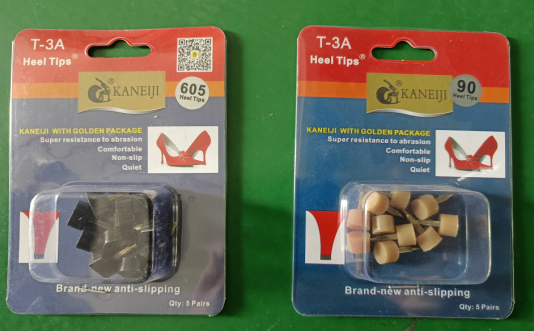 T-3A
Heel Tips®
KANEIJI
605
Heel Tips
KANEIJI WITH GOLDEN PACKAGE
Super resistance to abrasion
Comfortable
Non-slip
Quiet
Brand-new anti-slipping
Qty: 5 Pairs
T-3A
Heel Tips®
KANEIJI
90
Heel Tips
KANEIJI WITH GOLDEN PACKAGE
Super resistance to abrasion
Comfortable
Non-slip
Quiet
Brand-new anti-slipping
Qty: 5 Pairs